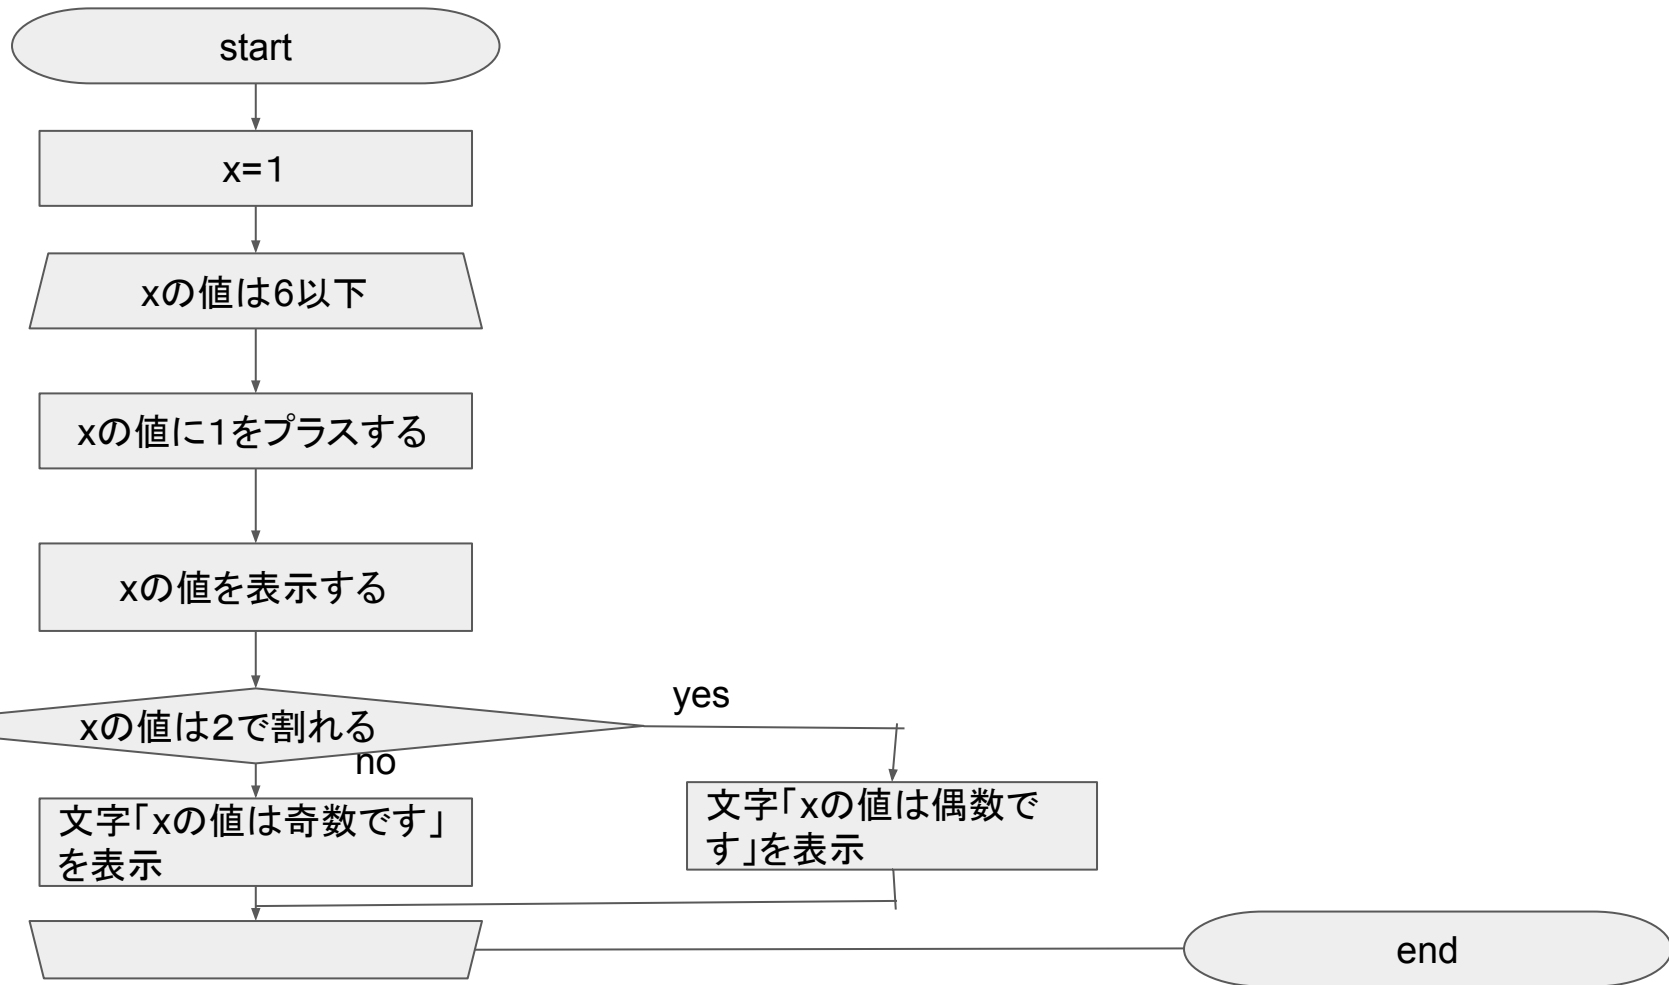 start
x=1
xの値は6以下
xの値に1をプラスする
xの値を表示する
yes
xの値は2で割れる
no
文字「xの値は奇数です」
を表示
文字「xの値は偶数で
す」を表示
end